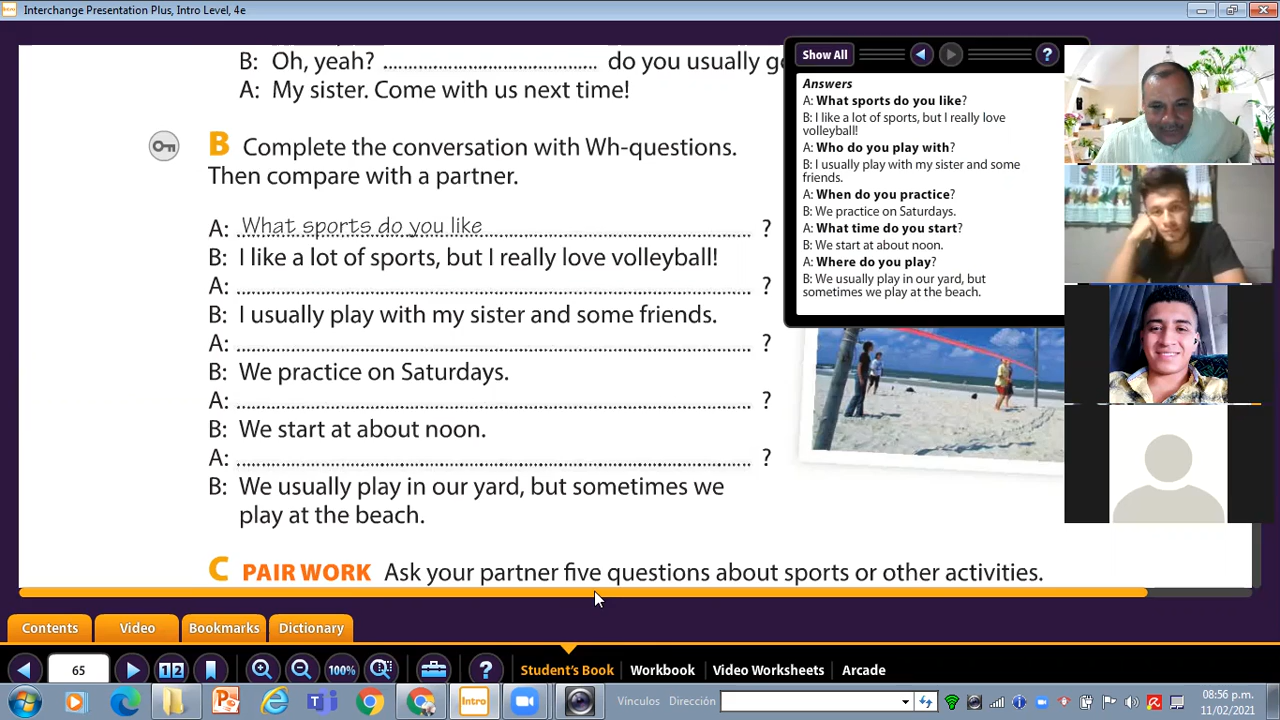 Interchange Presentation Plus, Intro Level, 4e
B: Oh, yeah? ........................................ do you usually g
A: My sister. Come with us next time!
B Complete the conversation with Wh-questions.
Then compare with a partner.
A: What sports do you like ?
B: I like a lot of sports, but I really love volleyball!
A: ?
B: I usually play with my sister and some friends.
A: ?
B: We practice on Saturdays.
A: ?
B: We start at about noon.
A: ?
B: We usually play in our yard, but sometimes we
play at the beach.
C PAIR WORK Ask your partner five questions about sports or other activities.
Show All
?
Answers
A: What sports do you like?
B: I like a lot of sports, but I really love
volleyball!
A: Who do you play with?
B: I usually play with my sister and some
friends.
A: When do you practice?
B: We practice on Saturdays.
A: What time do you start?
B: We start at about noon.
A: Where do you play?
B: We usually play in our yard, but
sometimes we play at the beach.
Contents Video Bookmarks Dictionary
65 12 100% ? Student's Book Workbook Video Worksheets Arcade
Intro Vínculos Dirección 08:56 p.m.
11/02/2021